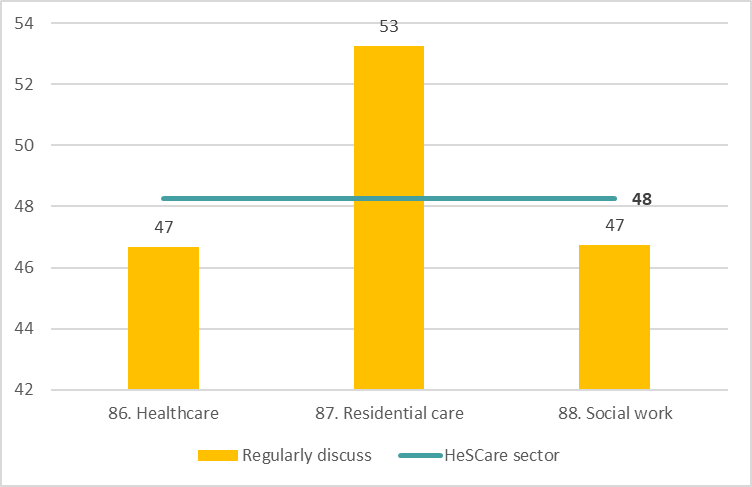 54
52
50
48
46
44
42
47
53
47
48
86. Healthcare
87. Residential care
88. Social work
Regularly discuss
HeSCare sector